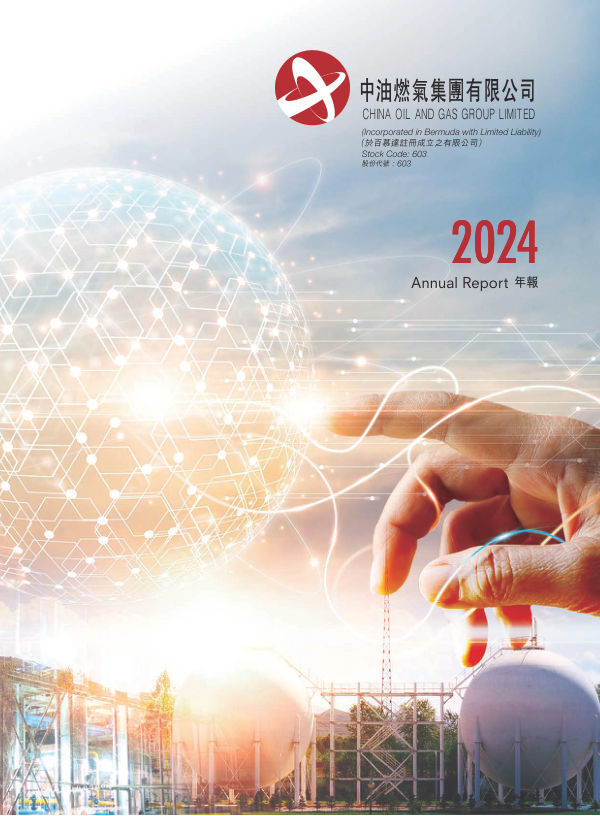 中油燃氣集團有限公司
CHINA OIL AND GAS GROUP LIMITED
(Incorporated in Bermuda with Limited Liability)
(於百慕達註冊成立之有限公司)
Stock Code: 603
股份代號：603
2024
Annual Report 年報